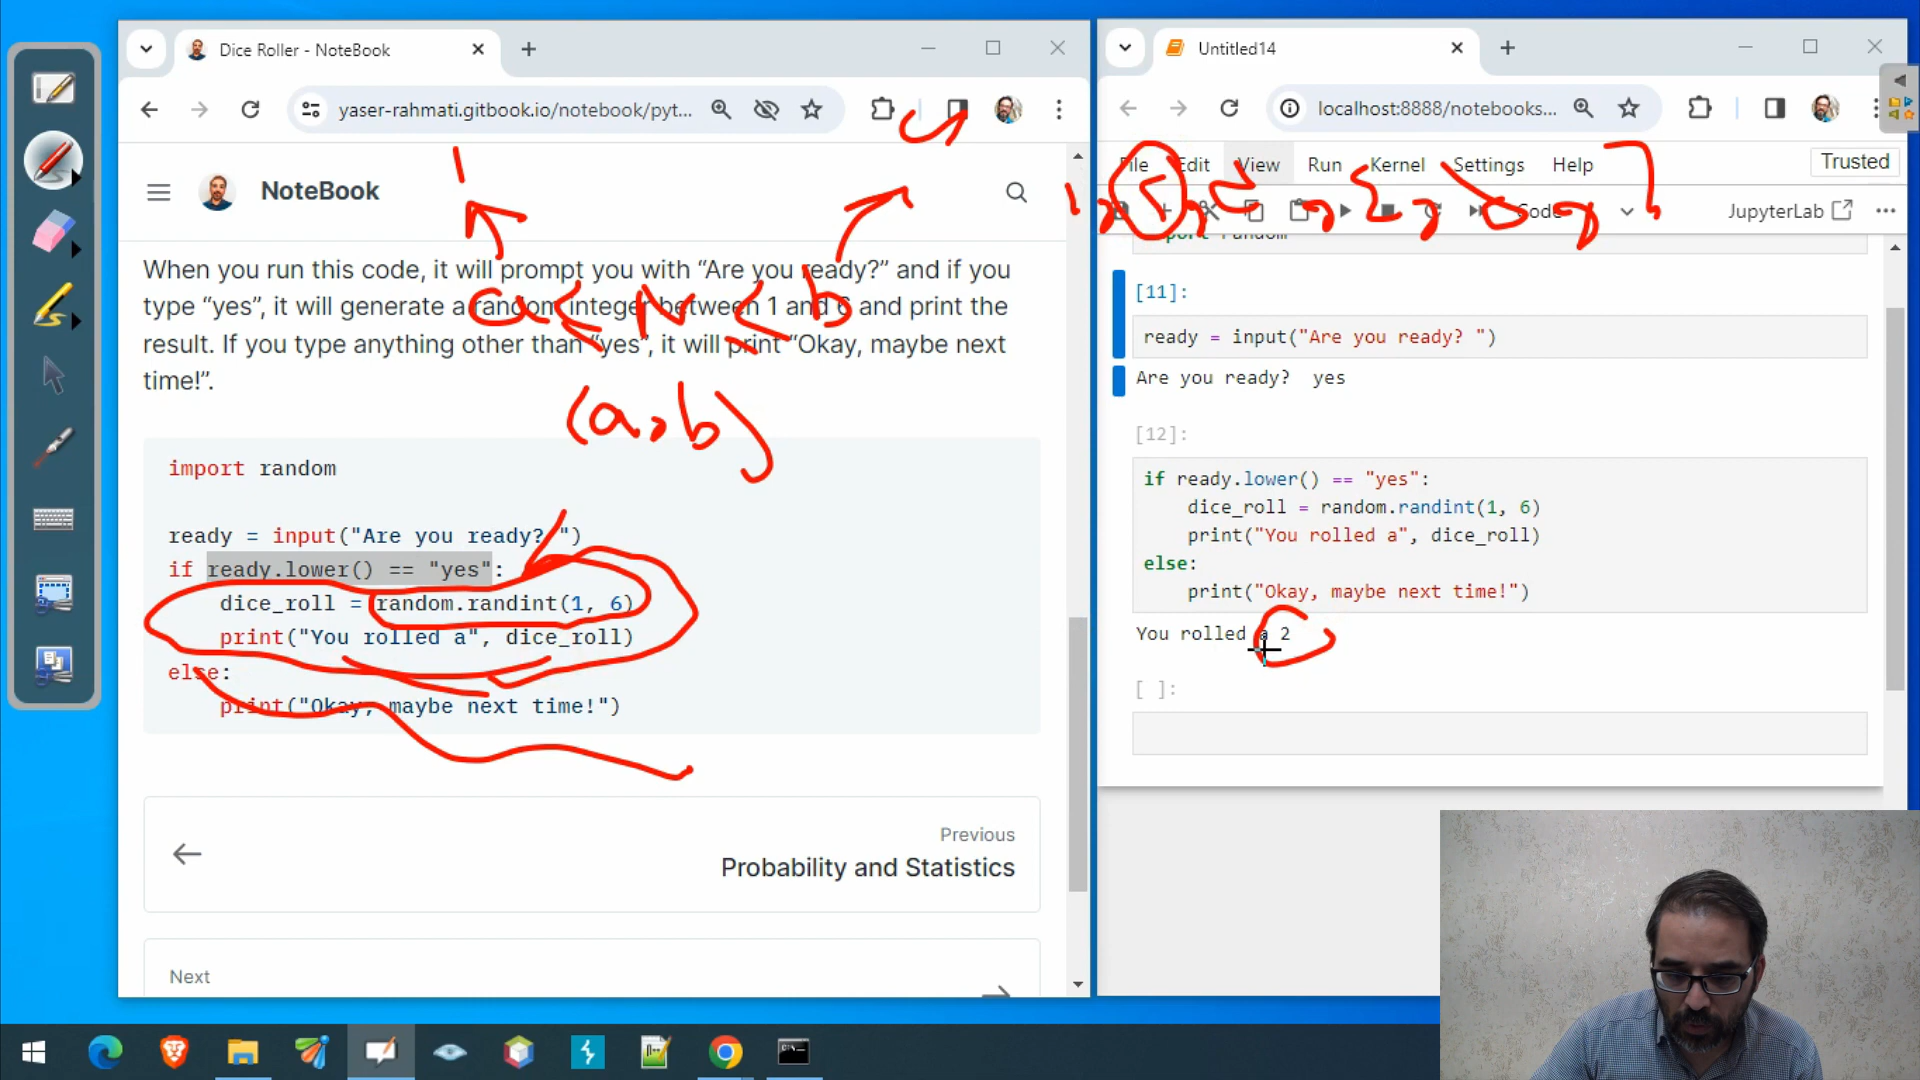 Dice Roller - NoteBook
yaser-rahmati.gitbook.io/notebook/pyt...
NoteBook
When you run this code, it will prompt you with “Are you ready?” and if you
type “yes”, it will generate a random integer between 1 and 6 and print the
result. If you type anything other than “yes”, it will print “Okay, maybe next
time!”.
a ≤ N ≤ b
(a, b)
import random
ready = input("Are you ready? ")
if ready.lower() == "yes":
dice_roll = random.randint(1, 6)
print("You rolled a", dice_roll)
else:
print("Okay, maybe next time!")
Previous
Probability and Statistics
Next
Untitled14
localhost:8888/notebooks...
File Edit View Run Kernel Settings Help
Trusted
Code
JupyterLab
import random
[11]:
ready = input("Are you ready? ")
Are you ready? yes
[12]:
if ready.lower() == "yes":
dice_roll = random.randint(1, 6)
print("You rolled a", dice_roll)
else:
print("Okay, maybe next time!")
You rolled a 2
[ ]: